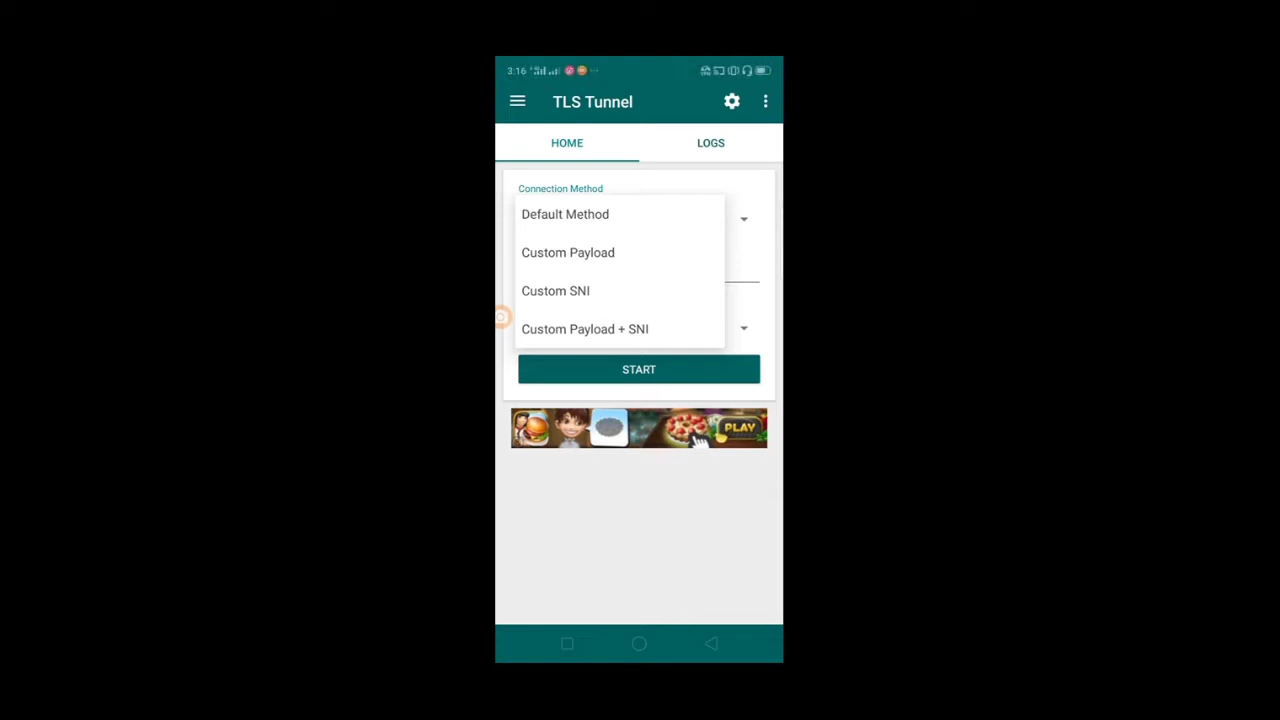 3:16
TLS Tunnel
HOME
LOGS
Connection Method
Default Method
Custom Payload
Custom SNI
Custom Payload + SNI
START
PLAY